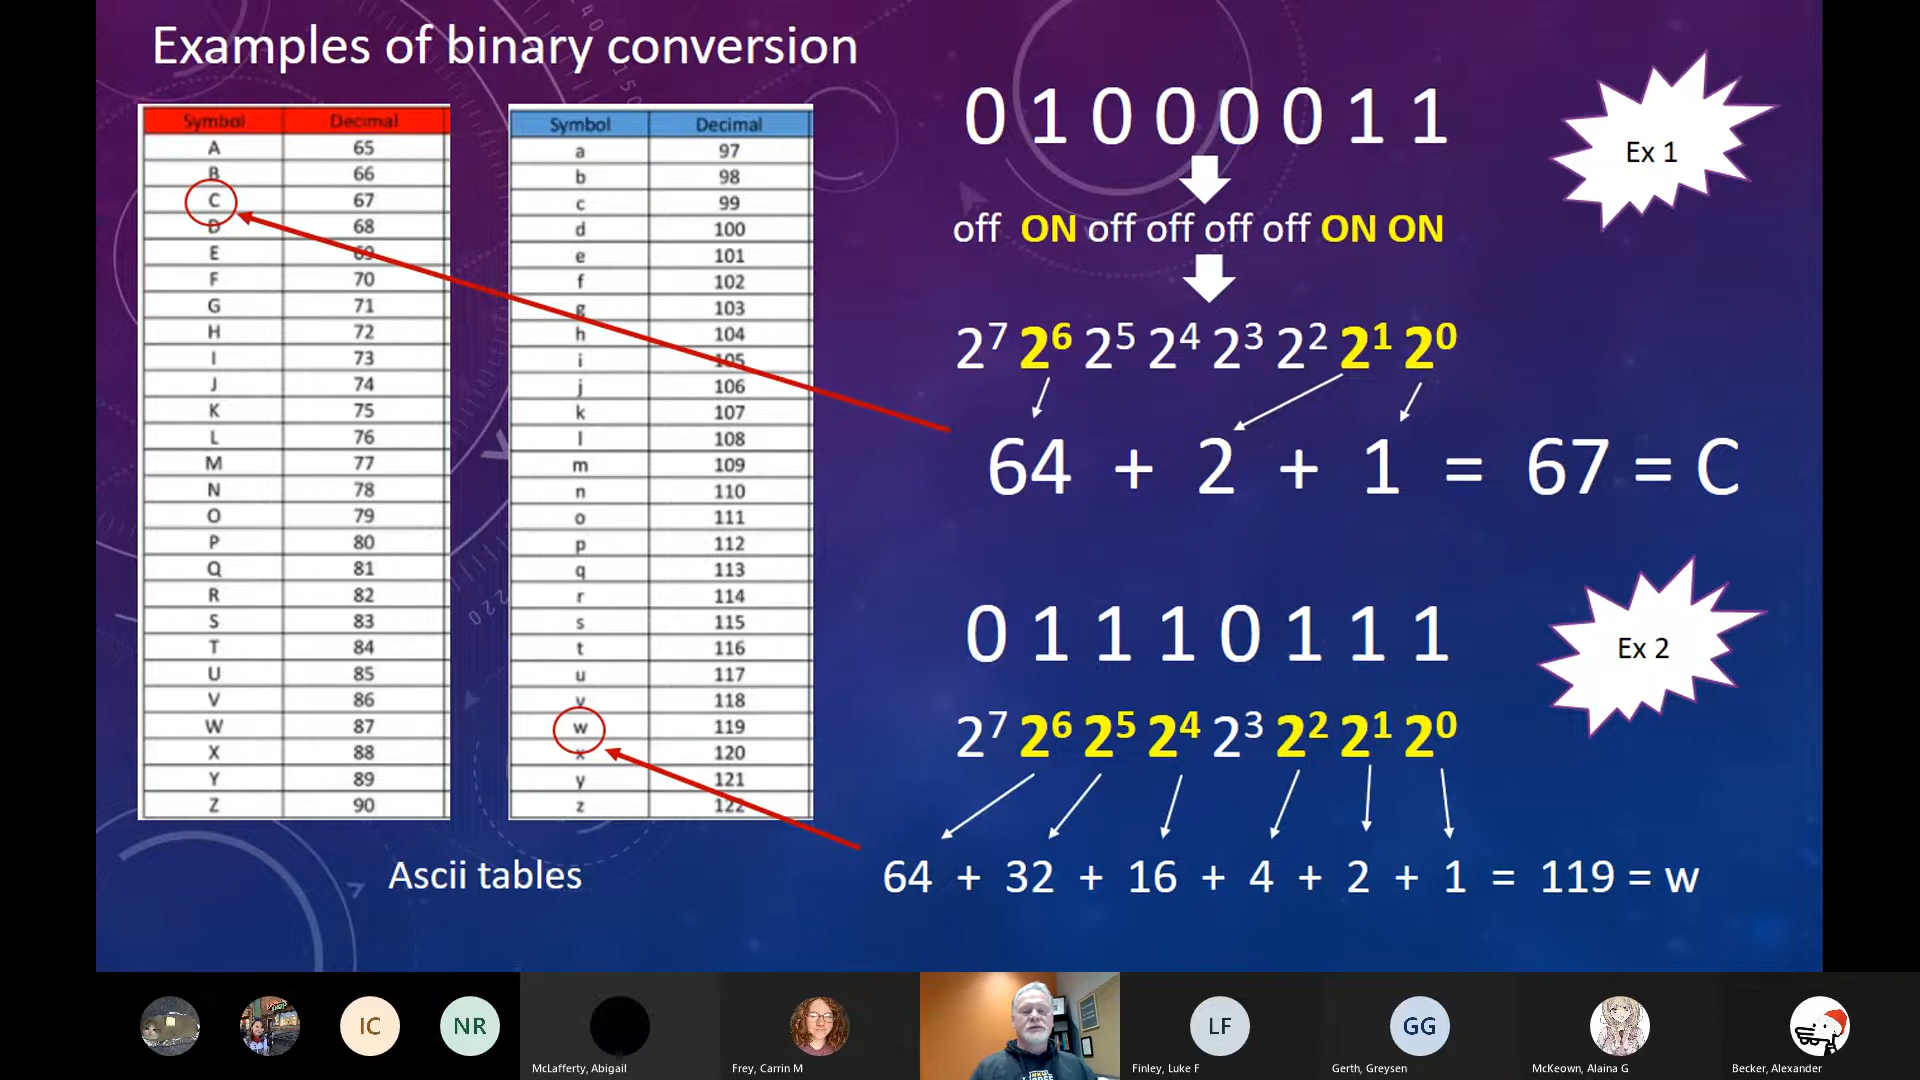 Examples of binary conversion
Symbol Decimal
A 65
B 66
C 67
D 68
E 69
F 70
G 71
H 72
I 73
J 74
K 75
L 76
M 77
N 78
O 79
P 80
Q 81
R 82
S 83
T 84
U 85
V 86
W 87
X 88
Y 89
Z 90
Symbol Decimal
a 97
b 98
c 99
d 100
e 101
f 102
g 103
h 104
i 105
j 106
k 107
l 108
m 109
n 110
o 111
p 112
q 113
r 114
s 115
t 116
u 117
v 118
w 119
x 120
y 121
z 122
Ascii tables
0 1 0 0 0 0 1 1
Ex 1
off ON off off off off ON ON
2⁷ 2⁶ 2⁵ 2⁴ 2³ 2² 2¹ 2⁰
64 + 2 + 1 = 67 = C
0 1 1 1 0 1 1 1
Ex 2
2⁷ 2⁶ 2⁵ 2⁴ 2³ 2² 2¹ 2⁰
64 + 32 + 16 + 4 + 2 + 1 = 119 = w
140
150
220
IC
NR
LF
GG
McLafferty, Abigail
Frey, Carrin M
Finley, Luke F
Gerth, Greysen
McKeown, Alaina G
Becker, Alexander